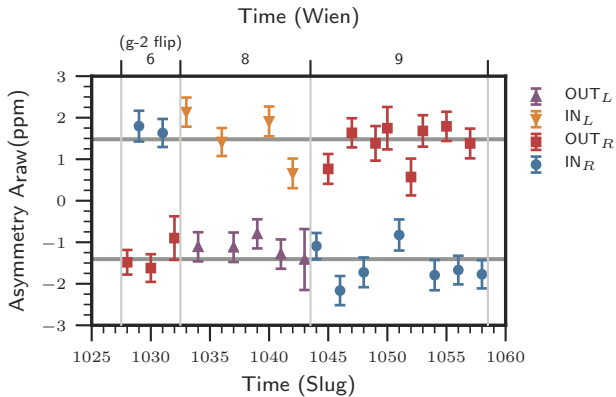 Time (Wien)
(g-2 flip)
6 8 9
3
2
1
0
−1
−2
−3
Asymmetry Araw(ppm)
1025 1030 1035 1040 1045 1050 1055 1060
Time (Slug)
OUT_L
IN_L
OUT_R
IN_R